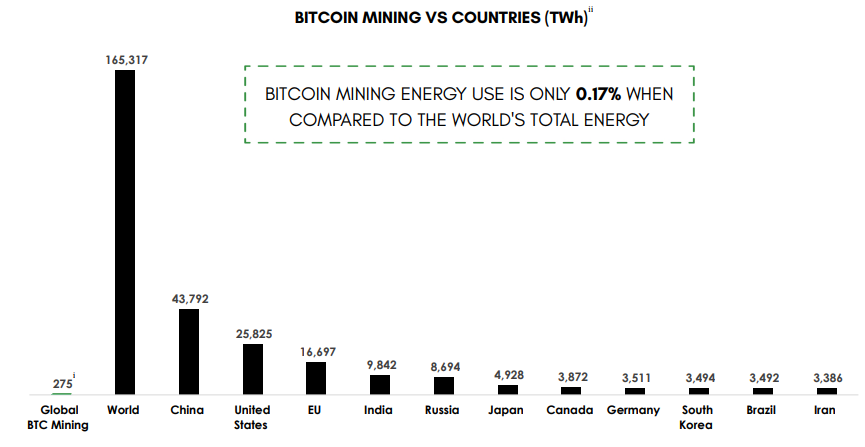 BITCOIN MINING VS COUNTRIES (TWh)ii
BITCOIN MINING ENERGY USE IS ONLY 0.17% WHEN
COMPARED TO THE WORLD'S TOTAL ENERGY
275i
165,317
43,792
25,825
16,697
9,842
8,694
4,928
3,872
3,511
3,494
3,492
3,386
Global
BTC Mining
World
China
United
States
EU
India
Russia
Japan
Canada
Germany
South
Korea
Brazil
Iran